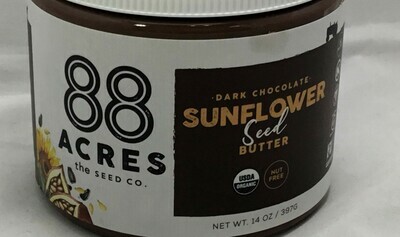 88
ACRES
the SEED CO.
·DARK CHOCOLATE·
SUNFLOWER
Seed
BUTTER
USDA
ORGANIC
NUT
FREE
NET WT. 14 OZ / 397G